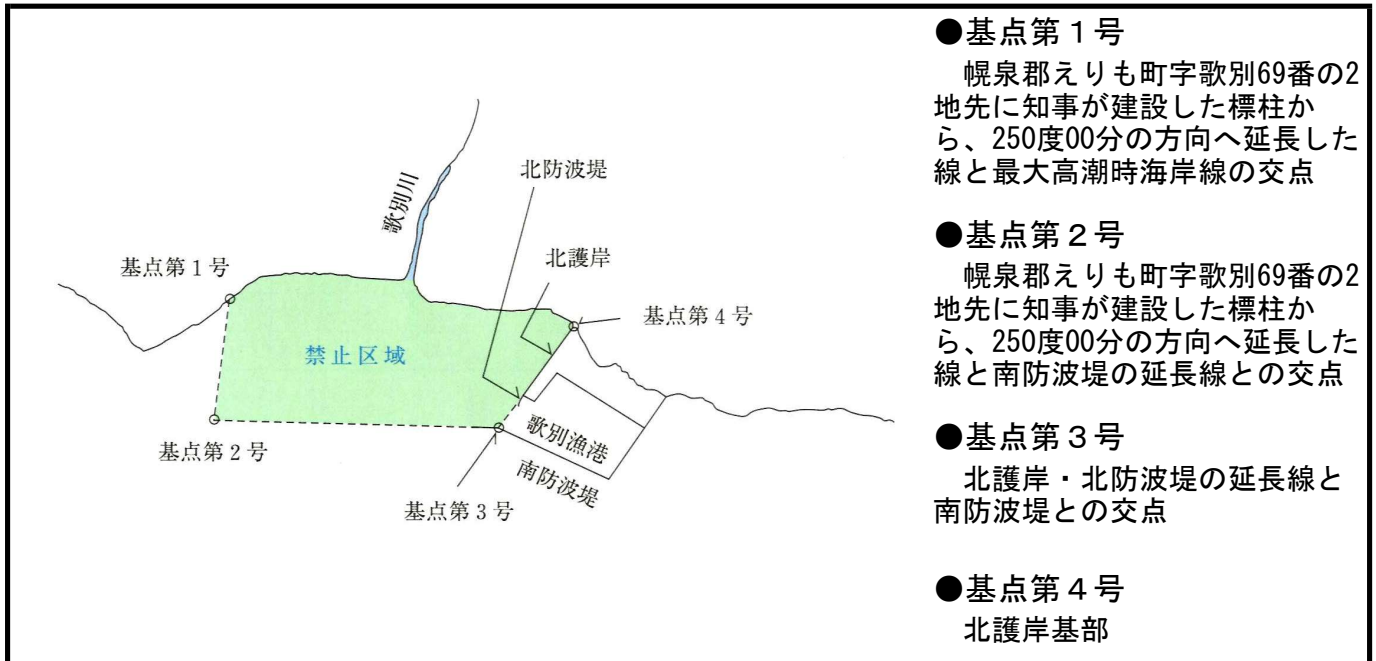 北防波堤
歌別川
北護岸
基点第1号
基点第4号
禁止区域
基点第2号
歌別漁港
南防波堤
基点第3号
●基点第１号
幌泉郡えりも町字歌別69番の2
地先に知事が建設した標柱か
ら、250度00分の方向へ延長した
線と最大高潮時海岸線の交点
●基点第２号
幌泉郡えりも町字歌別69番の2
地先に知事が建設した標柱か
ら、250度00分の方向へ延長した
線と南防波堤の延長線との交点
●基点第３号
北護岸・北防波堤の延長線と
南防波堤との交点
●基点第４号
北護岸基部